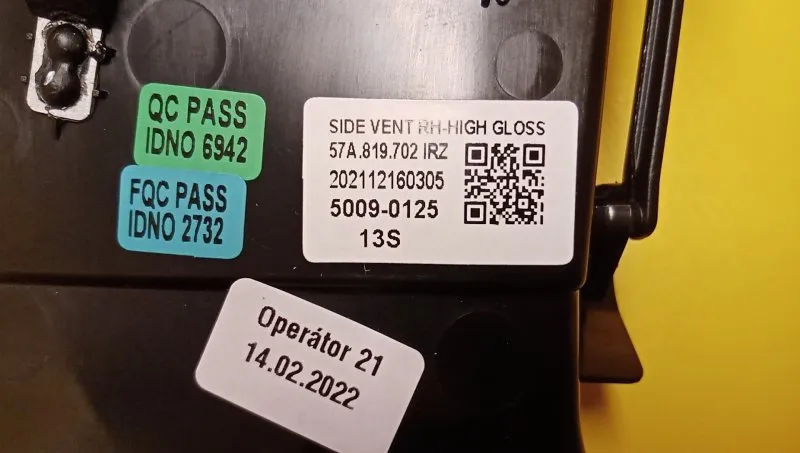 QC PASS
IDNO 6942
FQC PASS
IDNO 2732
SIDE VENT RH-HIGH GLOSS
57A.819.702 IRZ
202112160305
5009-0125
13S
Operátor 21
14.02.2022